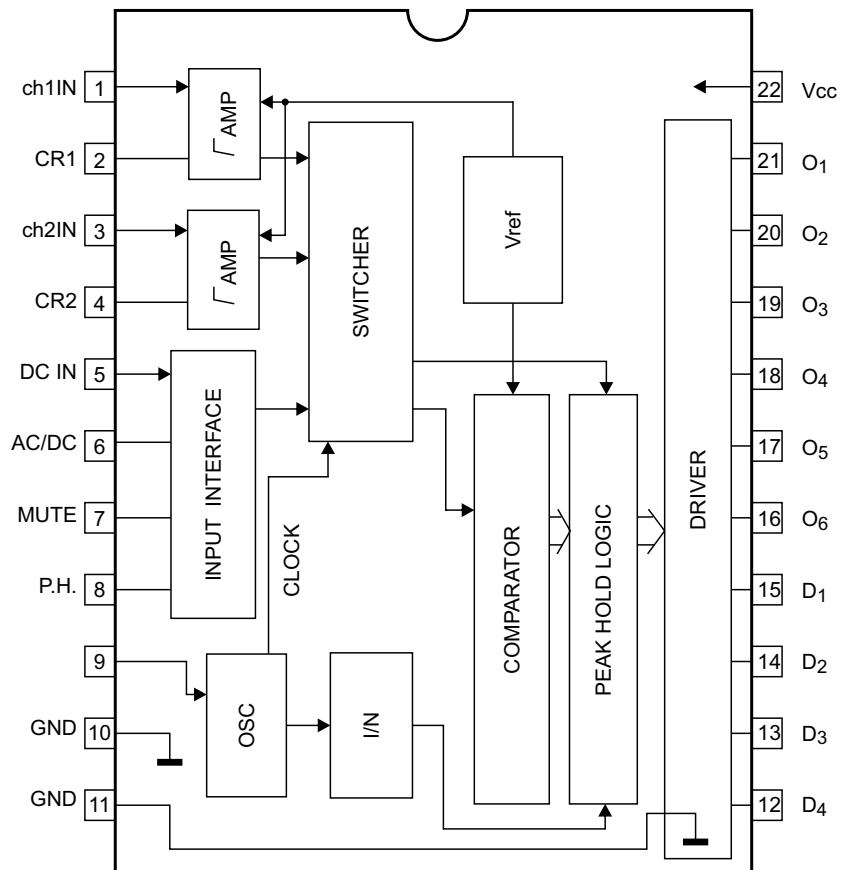 ch1IN 1
CR1 2
ch2IN 3
CR2 4
DC IN 5
AC/DC 6
MUTE 7
P.H. 8
9
GND 10
GND 11
√ AMP
√ AMP
INPUT INTERFACE
OSC
CLOCK
I/N
SWITCHER
Vref
COMPARATOR
PEAK HOLD LOGIC
DRIVER
22 Vcc
21 O1
20 O2
19 O3
18 O4
17 O5
16 O6
15 D1
14 D2
13 D3
12 D4